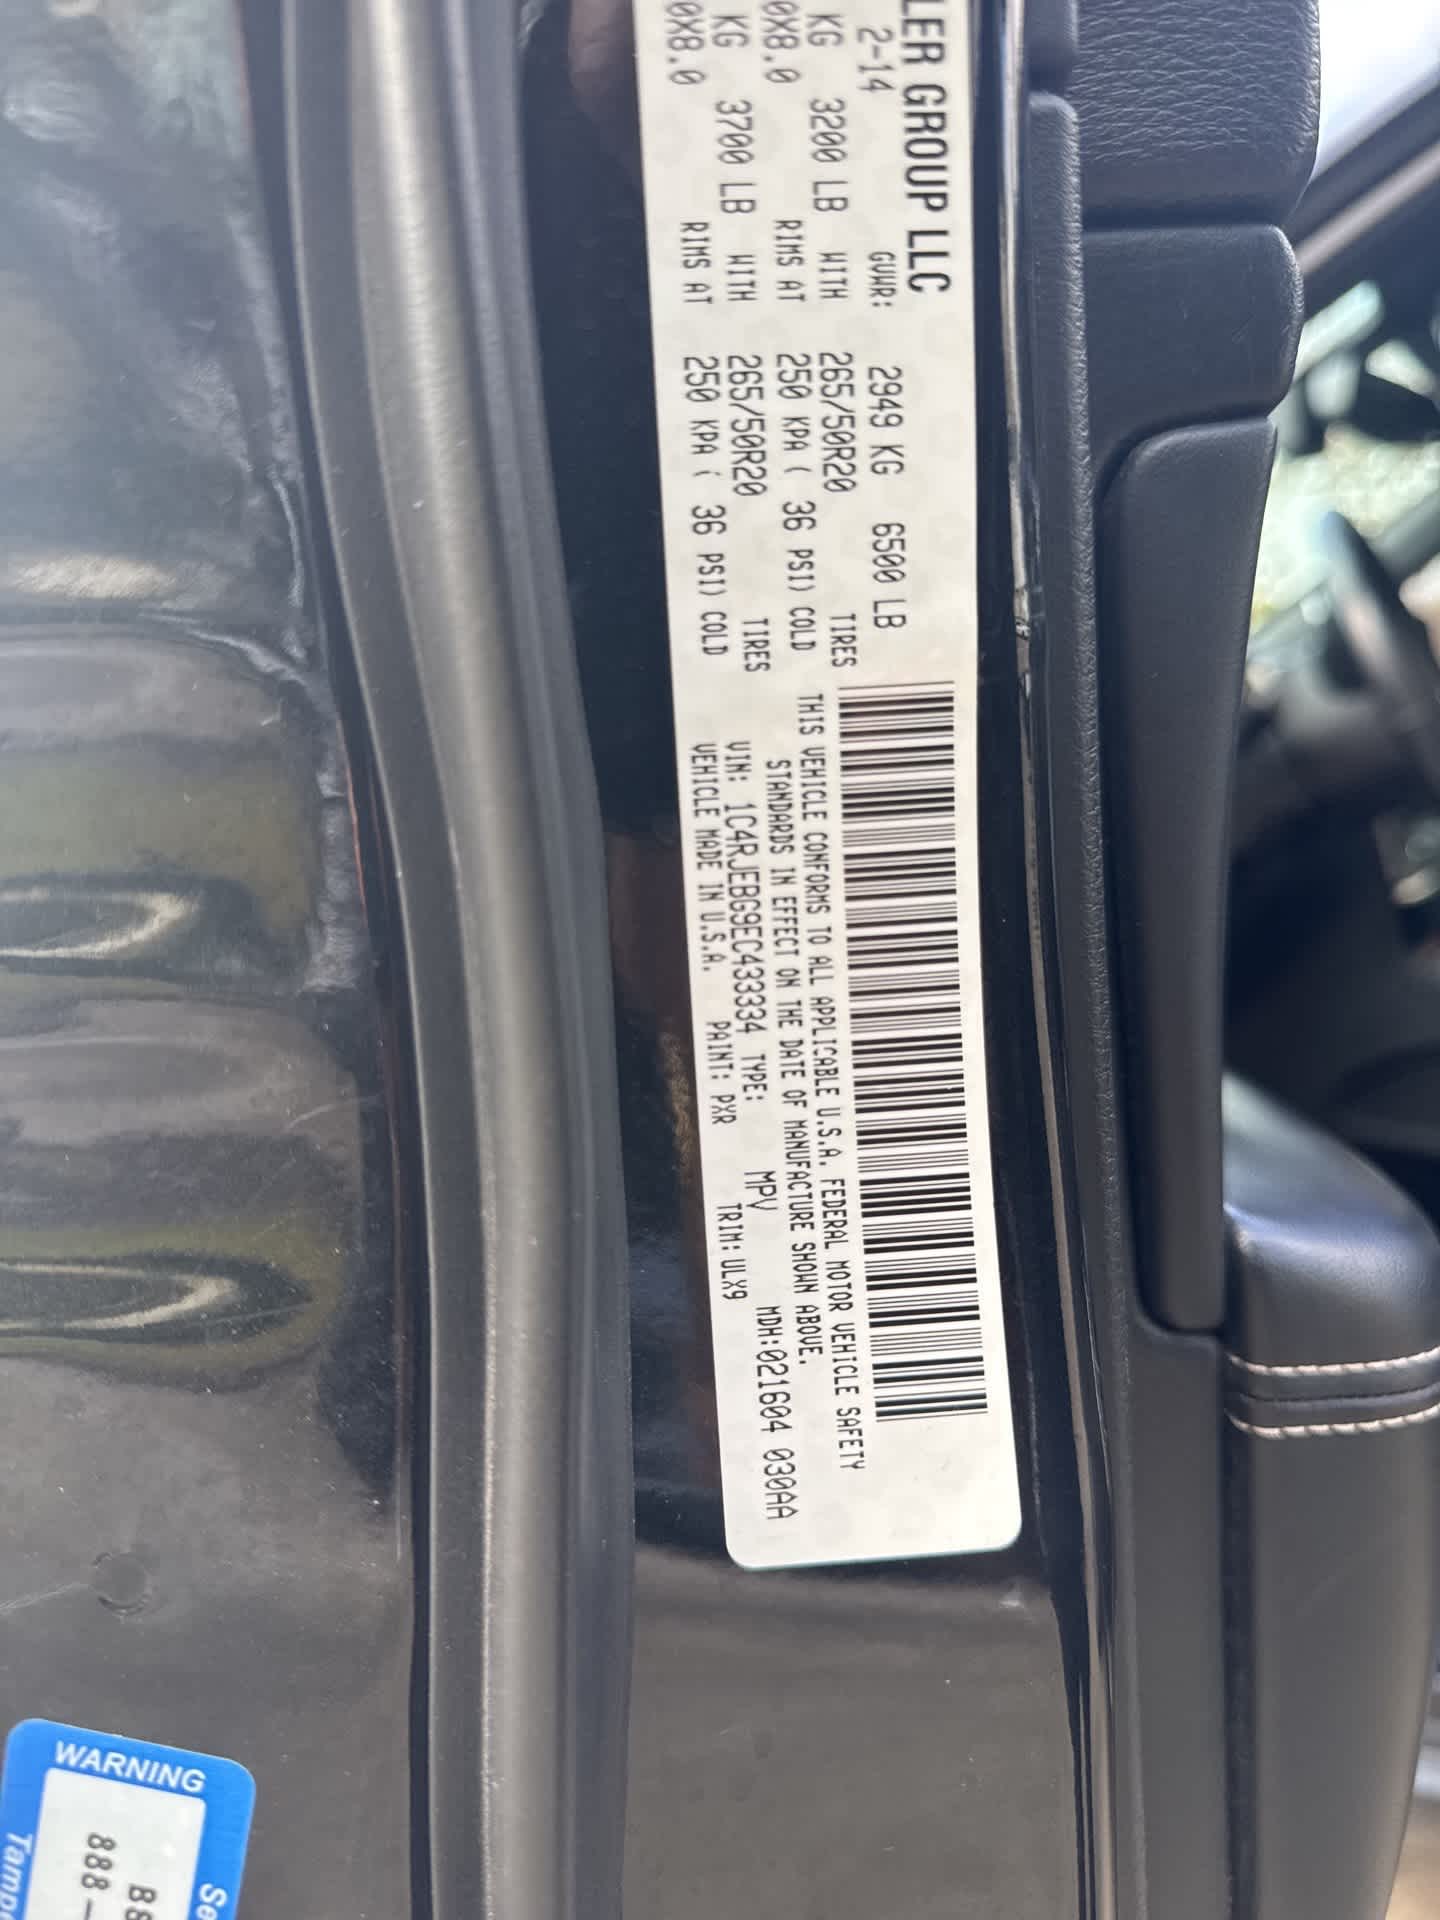 LER GROUP LLC
2-14 GVWR: 2949 KG 6500 LB
KG 3200 LB WITH 265/50R20 TIRES
0X8.0 RIMS AT 250 KPA ( 36 PSI) COLD
KG 3700 LB WITH 265/50R20 TIRES
0X8.0 RIMS AT 250 KPA ( 36 PSI) COLD
THIS VEHICLE CONFORMS TO ALL APPLICABLE U.S.A. FEDERAL MOTOR VEHICLE SAFETY
STANDARDS IN EFFECT ON THE DATE OF MANUFACTURE SHOWN ABOVE.
VIN: 1C4RJEBG9EC433334 TYPE: MPV MDH:021604 030AA
VEHICLE MADE IN U.S.A. PAINT: PXR TRIM: ULX9
WARNING
Se
B8
888-
Tamp